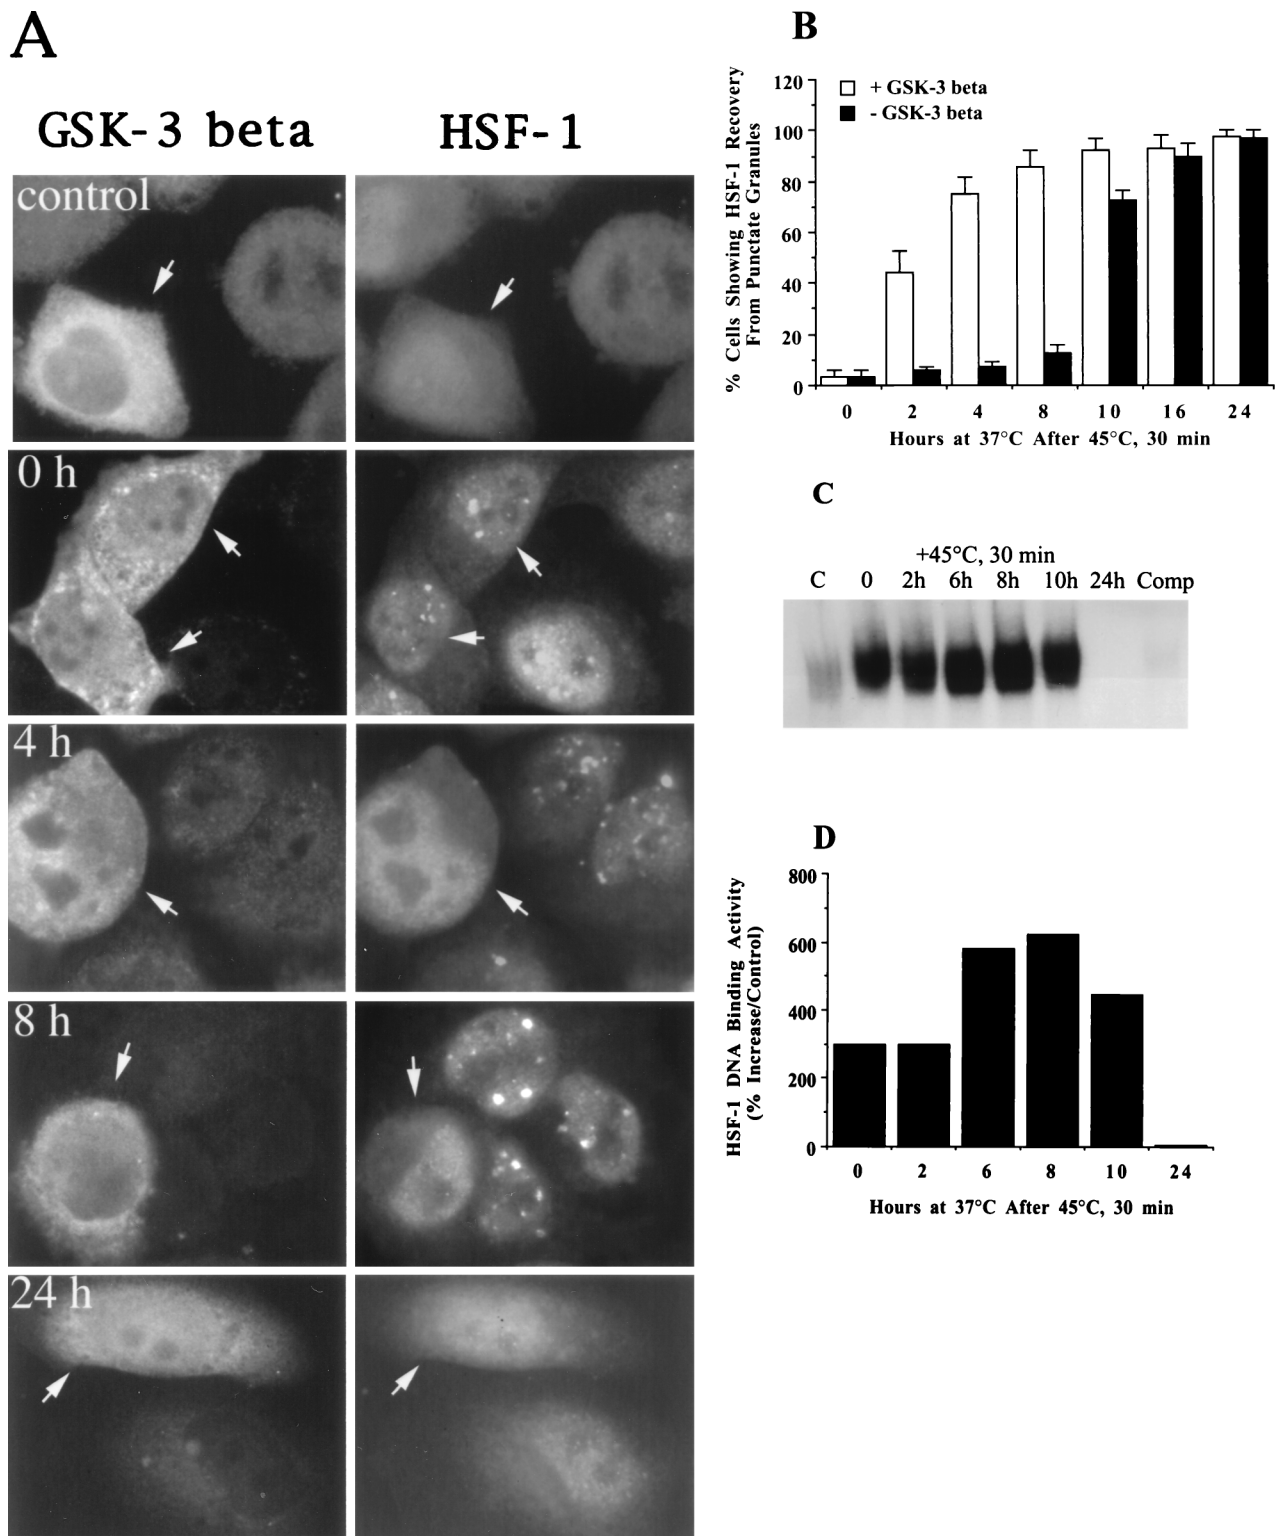 A
GSK-3 beta
HSF-1
control
0 h
4 h
8 h
24 h
B
% Cells Showing HSF-1 Recovery
From Punctate Granules
120
100
80
60
40
20
0
+ GSK-3 beta
- GSK-3 beta
0 2 4 8 10 16 24
Hours at 37°C After 45°C, 30 min
C
+45°C, 30 min
C 0 2h 6h 8h 10h 24h Comp
D
HSF-1 DNA Binding Activity
(% Increase/Control)
800
600
400
200
0
0 2 6 8 10 24
Hours at 37°C After 45°C, 30 min